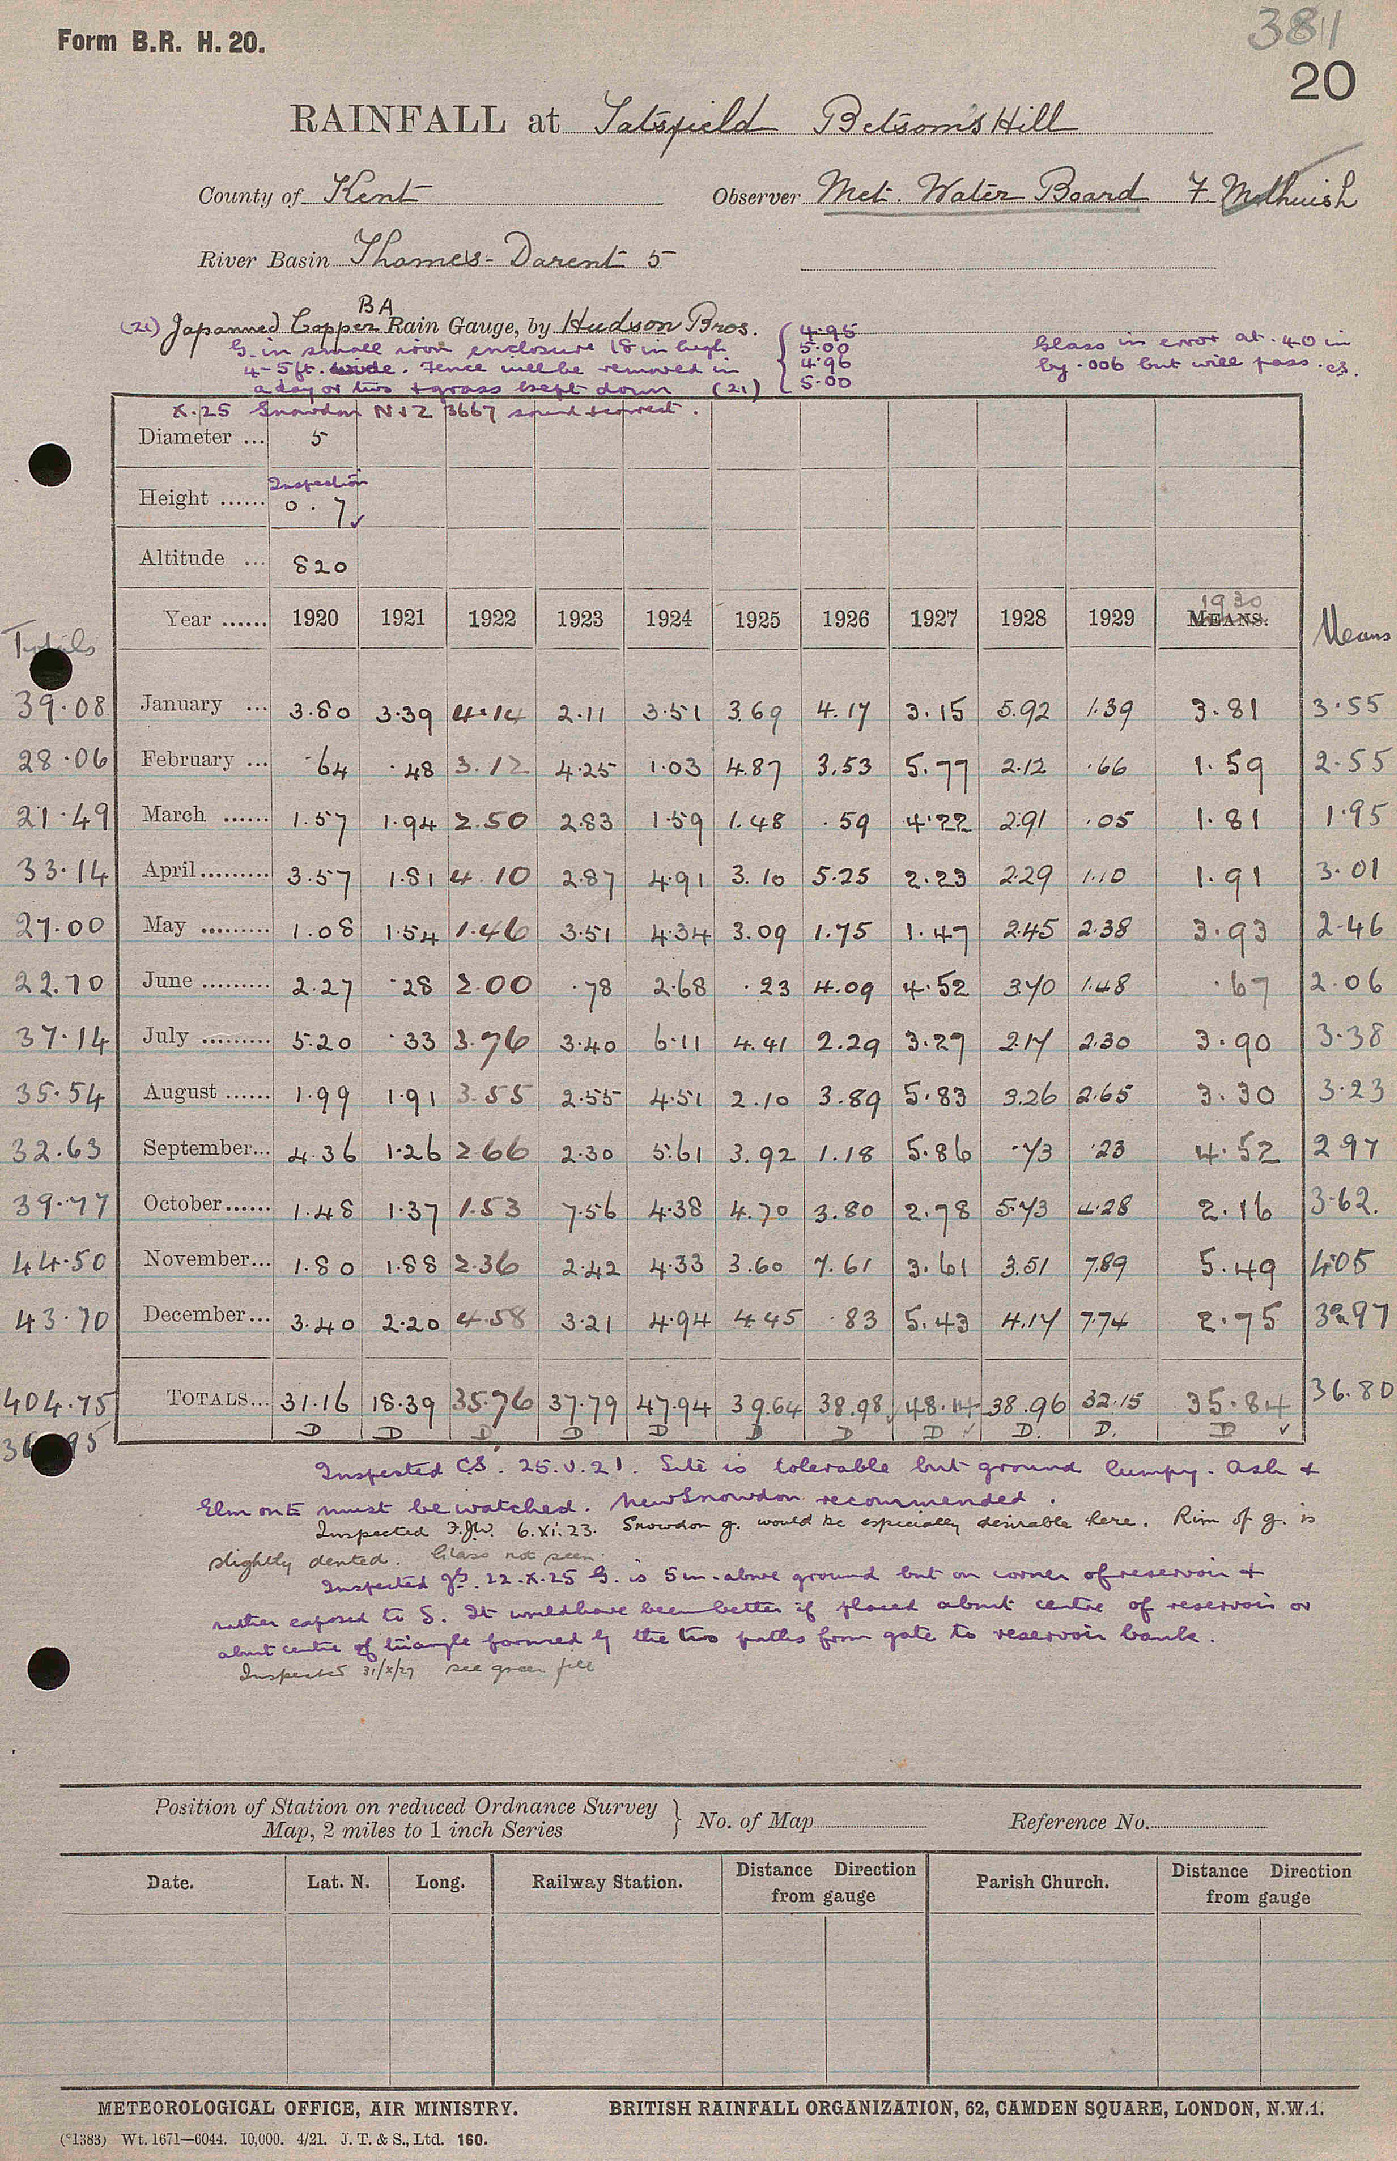 Form B.R. H. 20.
3811
20
RAINFALL at Tatsfield Betsom's Hill
County of Kent Observer Met. Water Board F Melhuish
River Basin Thames - Darent 5
BA
(21) Japanned Copper Rain Gauge, by Hudson Bros.
G. in small iron enclosure 18 in high
4-5 ft. wide. Fence will be removed in
a day or two & grass kept down (21)
4.95
5.00
4.96
5.00
Glass in error at .40 in
by .006 but will pass. CS.
X.25 Snowdon N & Z 3667 sound & correct.
Diameter ... 5
Inspection
Height ...... 0 . 7
Altitude ... 820
Totals Year ...... 1920 1921 1922 1923 1924 1925 1926 1927 1928 1929 MEANS. 1930 Means
39.08 January ... 3.80 3.39 4.14 2.11 3.51 3.69 4.17 3.15 5.92 1.39 3.81 3.55
28.06 February ... .64 .48 3.12 4.25 1.03 4.87 3.53 5.77 2.12 .66 1.59 2.55
21.49 March ...... 1.57 1.94 2.50 2.83 1.59 1.48 .59 4.22 2.91 .05 1.81 1.95
33.14 April ......... 3.57 1.81 4.10 2.87 4.91 3.10 5.25 2.23 2.29 1.10 1.91 3.01
27.00 May ......... 1.08 1.54 1.46 3.51 4.34 3.09 1.75 1.47 2.45 2.38 3.93 2.46
22.70 June ......... 2.27 .28 2.00 .78 2.68 .23 4.09 4.52 3.70 1.48 .67 2.06
37.14 July ......... 5.20 .33 3.76 3.40 6.11 4.41 2.29 3.27 2.17 2.30 3.90 3.38
35.54 August ...... 1.99 1.91 3.55 2.55 4.51 2.10 3.89 5.83 3.26 2.65 3.30 3.23
32.63 September... 4.36 1.26 2.66 2.30 5.61 3.92 1.18 5.86 .73 .23 4.52 2.97
39.77 October ...... 1.48 1.37 1.53 7.56 4.38 4.70 3.80 2.78 5.73 4.28 2.16 3.62.
44.50 November... 1.80 1.88 2.36 2.42 4.33 3.60 7.61 3.61 3.51 7.89 5.49 4.05
43.70 December... 3.40 2.20 4.58 3.21 4.94 4.45 .83 5.43 4.17 7.74 2.75 3.97
404.75 TOTALS... 31.16 18.39 35.76 37.79 47.94 39.64 38.98 48.14 38.96 32.15 35.84 36.80
D D D D D D D D D. D. D
Inspected CS. 25.V.21. Site is tolerable but ground lumpy. Ash &
Elm on E must be watched. New Snowdon recommended.
Inspected 6.XI.23. Snowdon g. would be especially desirable here. Rim of g. is
slightly dented. Glass not seen.
Inspected 22.X.25 G. is 5 in. above ground but on corner of reservoir &
rather exposed to S. It would have been better if placed about centre of reservoir or
about centre of triangle formed by the two paths from gate to reservoir bank.
Inspected 31/X/27 see green file
Position of Station on reduced Ordnance Survey
Map, 2 miles to 1 inch Series
No. of Map Reference No.
Date. Lat. N. Long. Railway Station. Distance Direction from gauge Parish Church. Distance Direction from gauge
METEOROLOGICAL OFFICE, AIR MINISTRY. BRITISH RAINFALL ORGANIZATION, 62, CAMDEN SQUARE, LONDON, N.W.1.
(*1383) Wt. 1671—6044. 10,000. 4/21. J. T. & S., Ltd. 160.